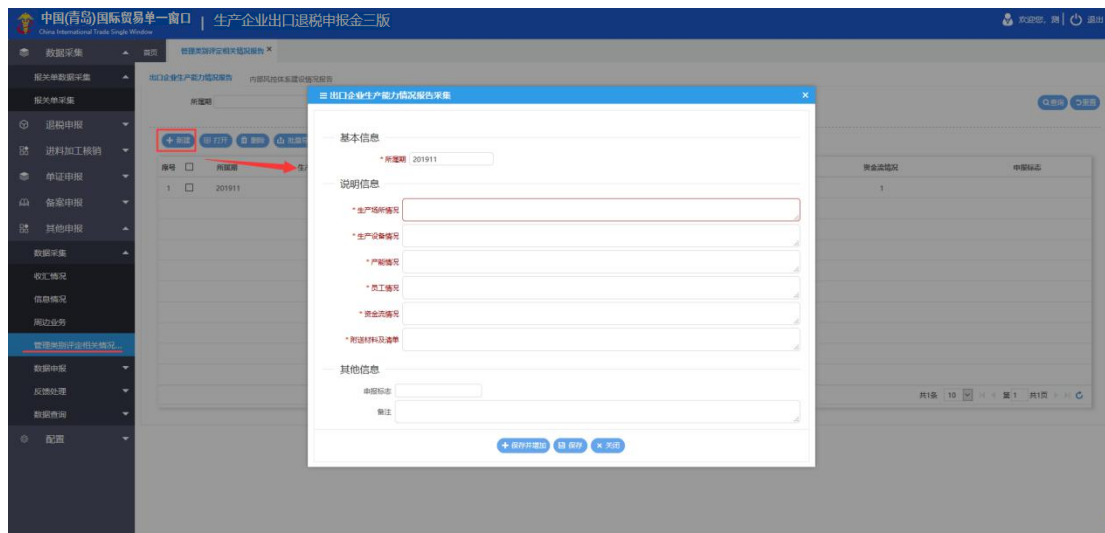 中国(青岛)国际贸易单一窗口 | 生产企业出口退税申报金三版
China International Trade Single Window
欢迎您, 测 | 退出
数据采集
首页 管理类别评定相关情况报告 ×
报关单数据采集
出口企业生产能力情况报告 内部风控体系建设情况报告
报关单采集
所属期
查询 重置
退税申报
进料加工核销
单证申报
备案申报
其他申报
数据采集
收汇情况
信息情况
周边业务
管理类别评定相关情况...
数据申报
反馈处理
数据查询
配置
+ 新建 打开 删除
序号 所属期 资金流情况 申报标志
1 201911 1
共1条 10 第 1 共1页
出口企业生产能力情况报告采集 ×
基本信息
* 所属期 201911
说明信息
* 生产场所情况
* 生产设备情况
* 产能情况
* 员工情况
* 资金流情况
* 附送材料及清单
其他信息
申报标志
备注
+ 保存并增加 保存 × 关闭